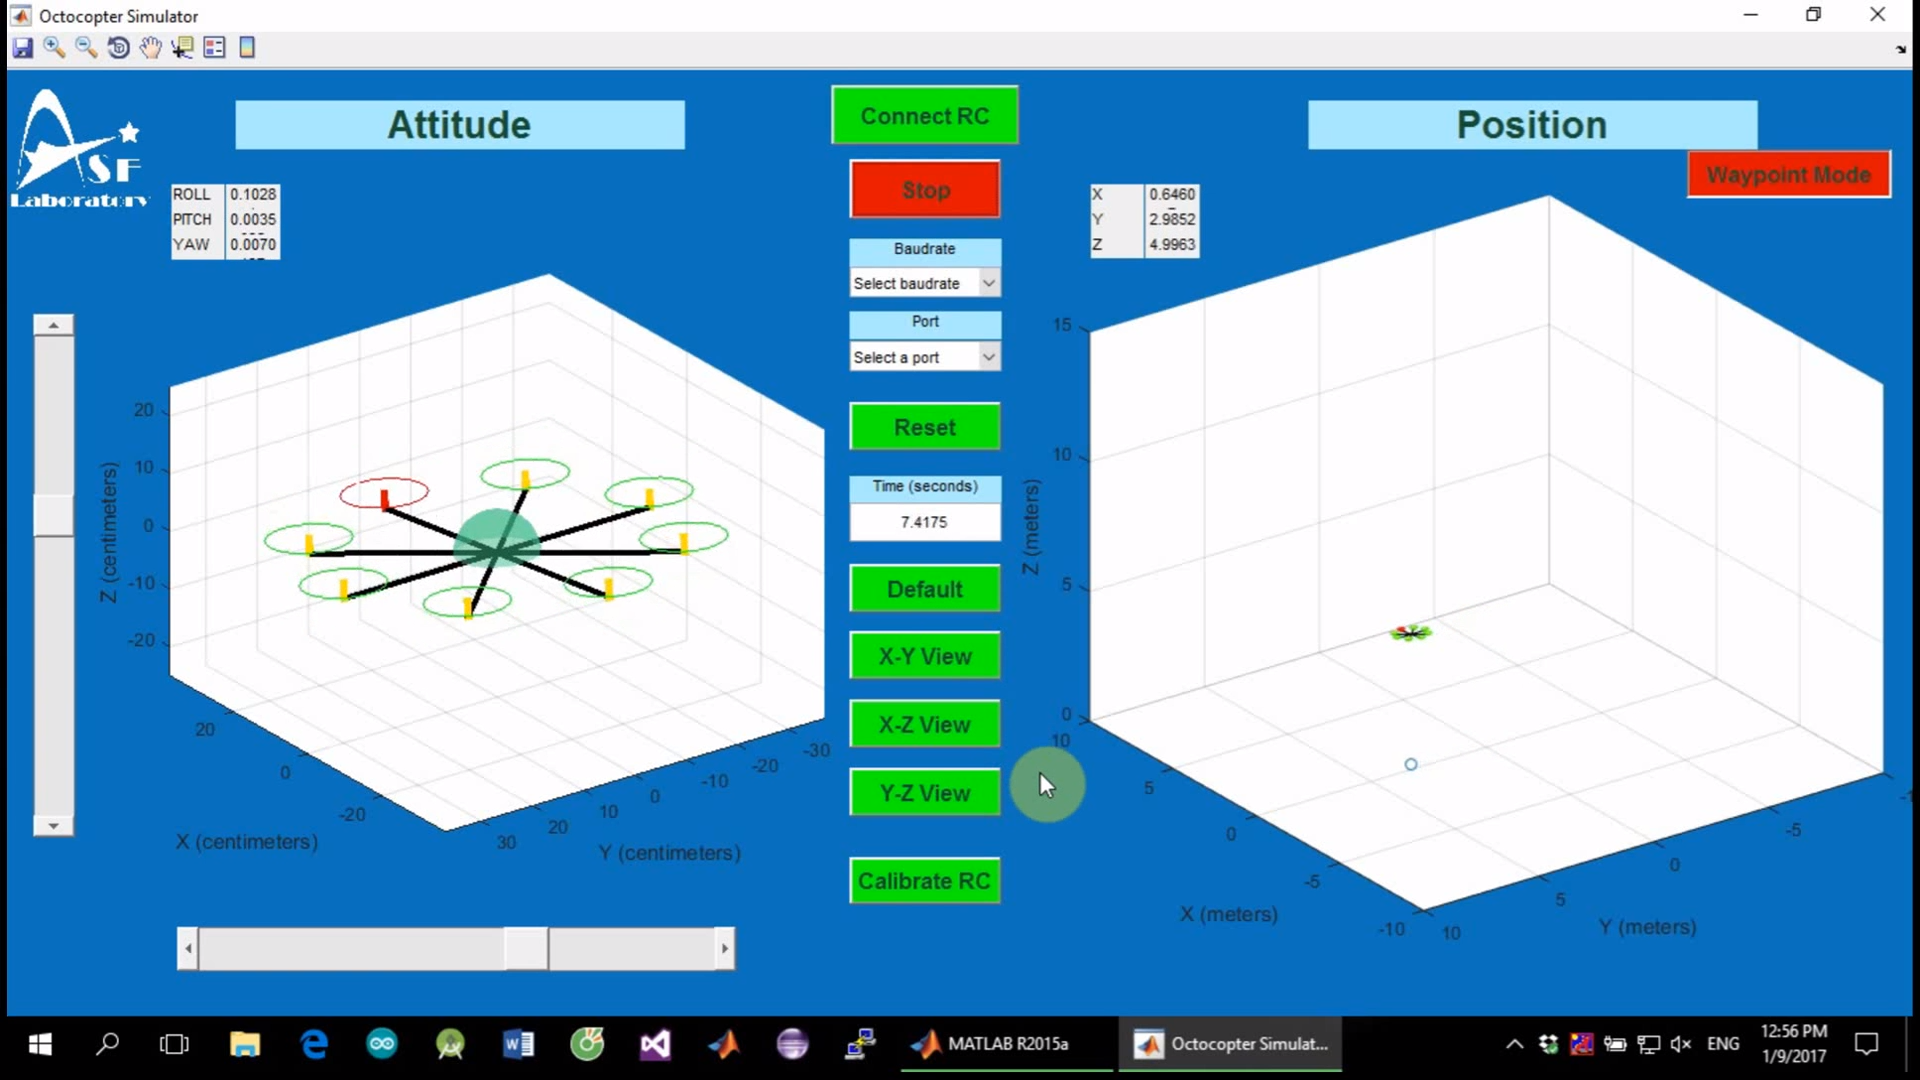 Octocopter Simulator
ASF
Laboratory
Attitude
Connect RC
Position
Stop
Waypoint Mode
ROLL 0.1028
PITCH 0.0035
YAW 0.0070
X 0.6460
Y 2.9852
Z 4.9963
Baudrate
Select baudrate
Port
Select a port
Reset
Time (seconds)
7.4175
Default
X-Y View
X-Z View
Y-Z View
Calibrate RC
20
10
0
-10
-20
Z (centimeters)
20
0
-20
X (centimeters)
30
20
10
0
-10
-20
-30
Y (centimeters)
15
10
5
0
Z (meters)
10
5
0
-5
-10
X (meters)
10
5
0
-5
Y (meters)
MATLAB R2015a
Octocopter Simulat...
ENG
12:56 PM
1/9/2017